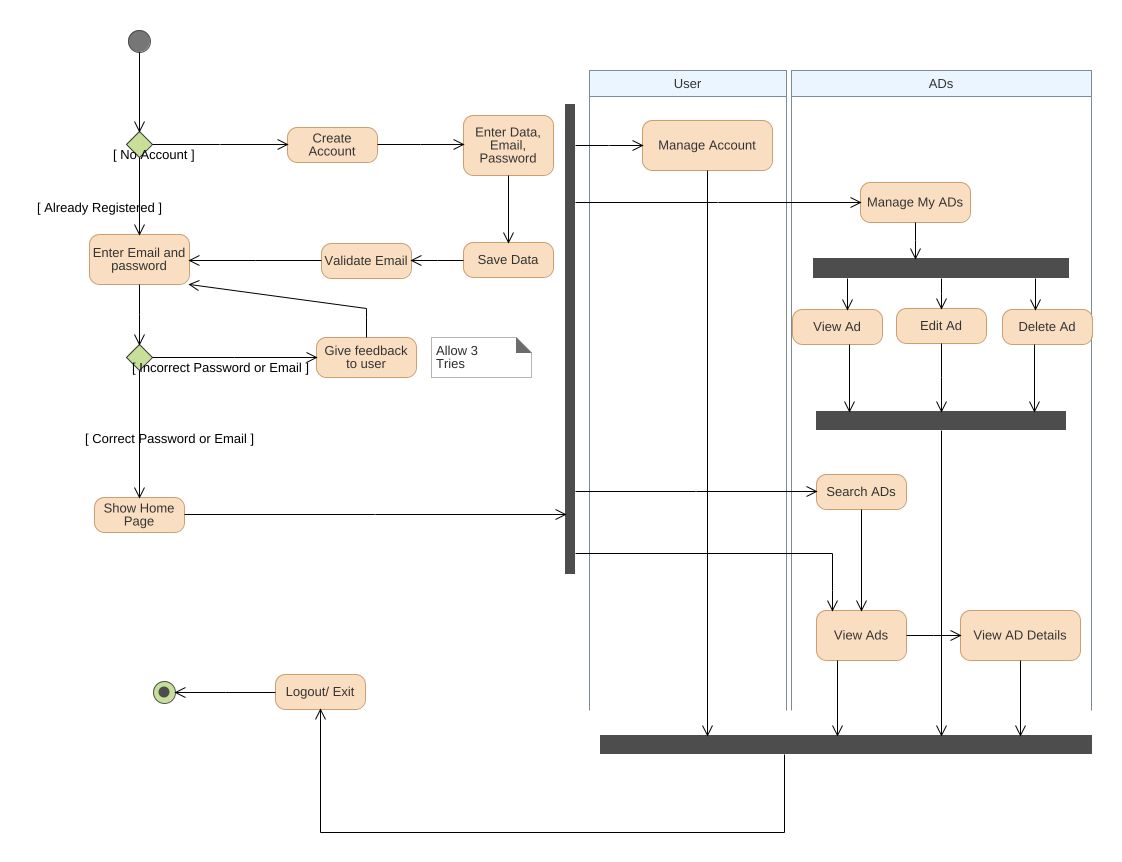 User
ADs
Create
Account
Enter Data,
Email,
Password
Manage Account
[ No Account ]
Manage My ADs
[ Already Registered ]
Enter Email and
password
Validate Email
Save Data
View Ad
Edit Ad
Delete Ad
Give feedback
to user
Allow 3
Tries
[ Incorrect Password or Email ]
[ Correct Password or Email ]
Search ADs
Show Home
Page
View Ads
View AD Details
Logout/ Exit